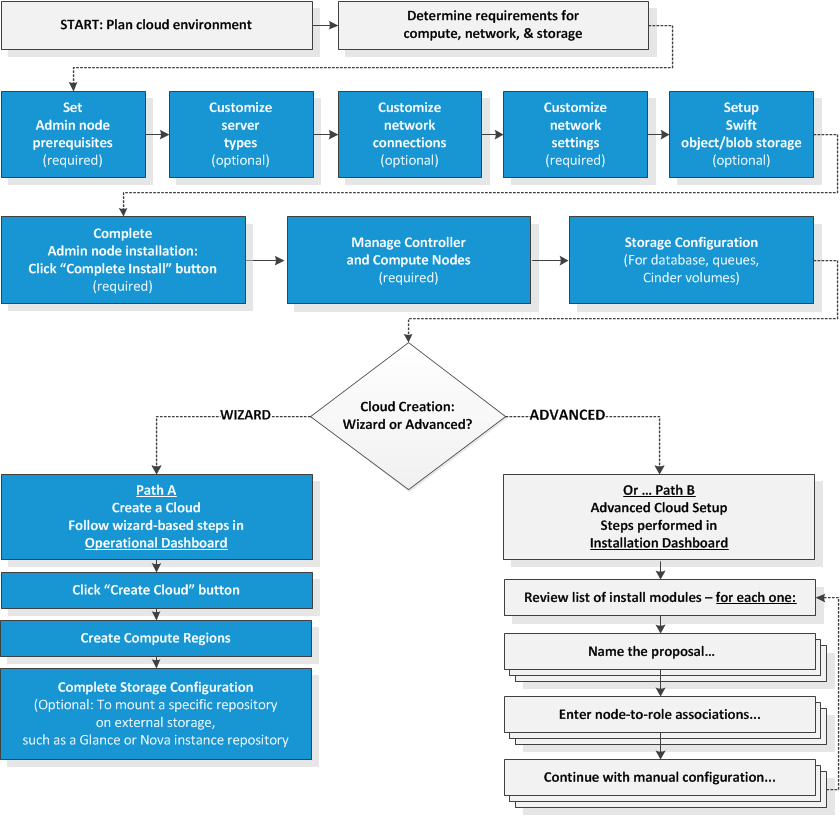 START: Plan cloud environment
Determine requirements for
compute, network, & storage
Set
Admin node
prerequisites
(required)
Customize
server
types
(optional)
Customize
network
connections
(optional)
Customize
network
settings
(required)
Setup
Swift
object/blob storage
(optional)
Complete
Admin node installation:
Click “Complete Install” button
(required)
Manage Controller
and Compute Nodes
(required)
Storage Configuration
(For database, queues,
Cinder volumes)
Cloud Creation:
Wizard or Advanced?
WIZARD
ADVANCED
Path A
Create a Cloud
Follow wizard-based steps in
Operational Dashboard
Click “Create Cloud” button
Create Compute Regions
Complete Storage Configuration
(Optional: To mount a specific repository
on external storage,
such as a Glance or Nova instance repository
Or ... Path B
Advanced Cloud Setup
Steps performed in
Installation Dashboard
Review list of install modules – for each one:
Name the proposal...
Enter node-to-role associations...
Continue with manual configuration...